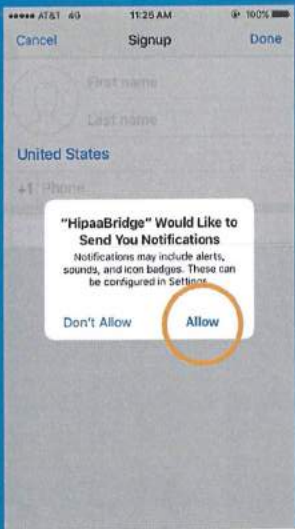 AT&T 4G 11:25 AM 100%
Cancel Signup Done
First name
Last name
United States
+1 Phone
"HipaaBridge" Would Like to
Send You Notifications
Notifications may include alerts,
sounds, and icon badges. These can
be configured in Settings.
Don't Allow Allow